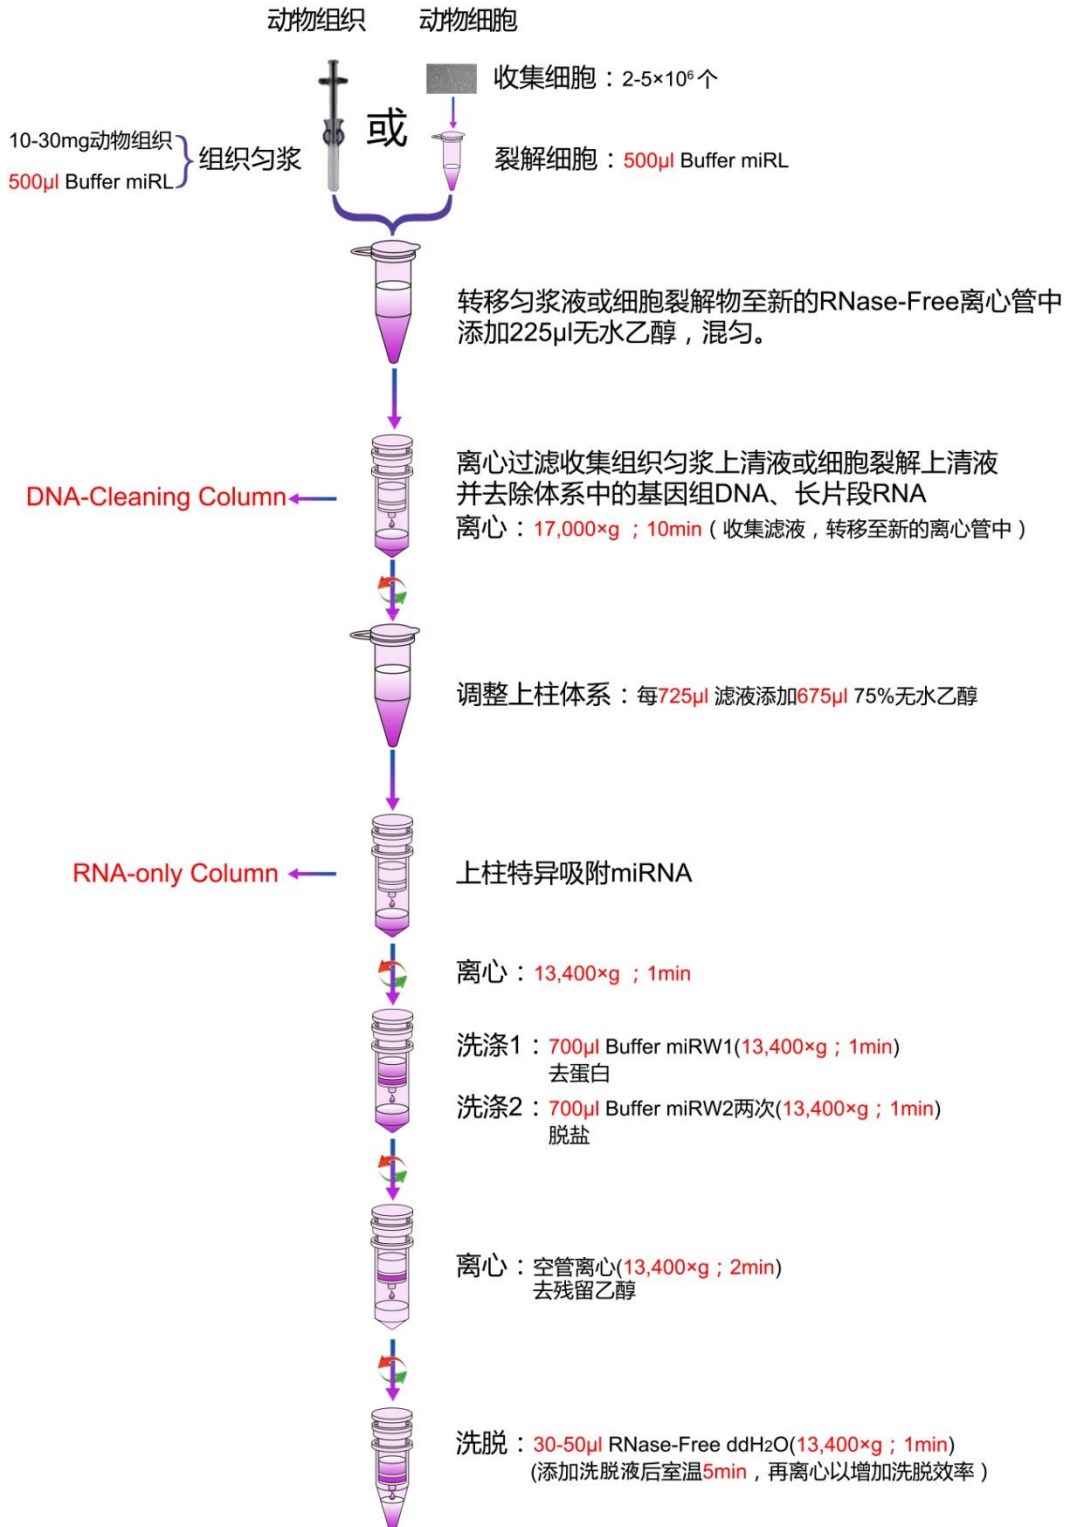 动物组织
动物细胞
收集细胞：2-5×10⁶个
10-30mg动物组织
500µl Buffer miRL
组织匀浆
或
裂解细胞：500µl Buffer miRL
转移匀浆液或细胞裂解物至新的RNase-Free离心管中
添加225µl无水乙醇，混匀。
DNA-Cleaning Column
离心过滤收集组织匀浆上清液或细胞裂解上清液
并去除体系中的基因组DNA、长片段RNA
离心：17,000×g ；10min（收集滤液，转移至新的离心管中）
调整上柱体系：每725µl 滤液添加675µl 75%无水乙醇
RNA-only Column
上柱特异吸附miRNA
离心：13,400×g ；1min
洗涤1：700µl Buffer miRW1(13,400×g；1min)
去蛋白
洗涤2：700µl Buffer miRW2两次(13,400×g；1min)
脱盐
离心：空管离心(13,400×g；2min)
去残留乙醇
洗脱：30-50µl RNase-Free ddH₂O(13,400×g；1min)
(添加洗脱液后室温5min，再离心以增加洗脱效率）